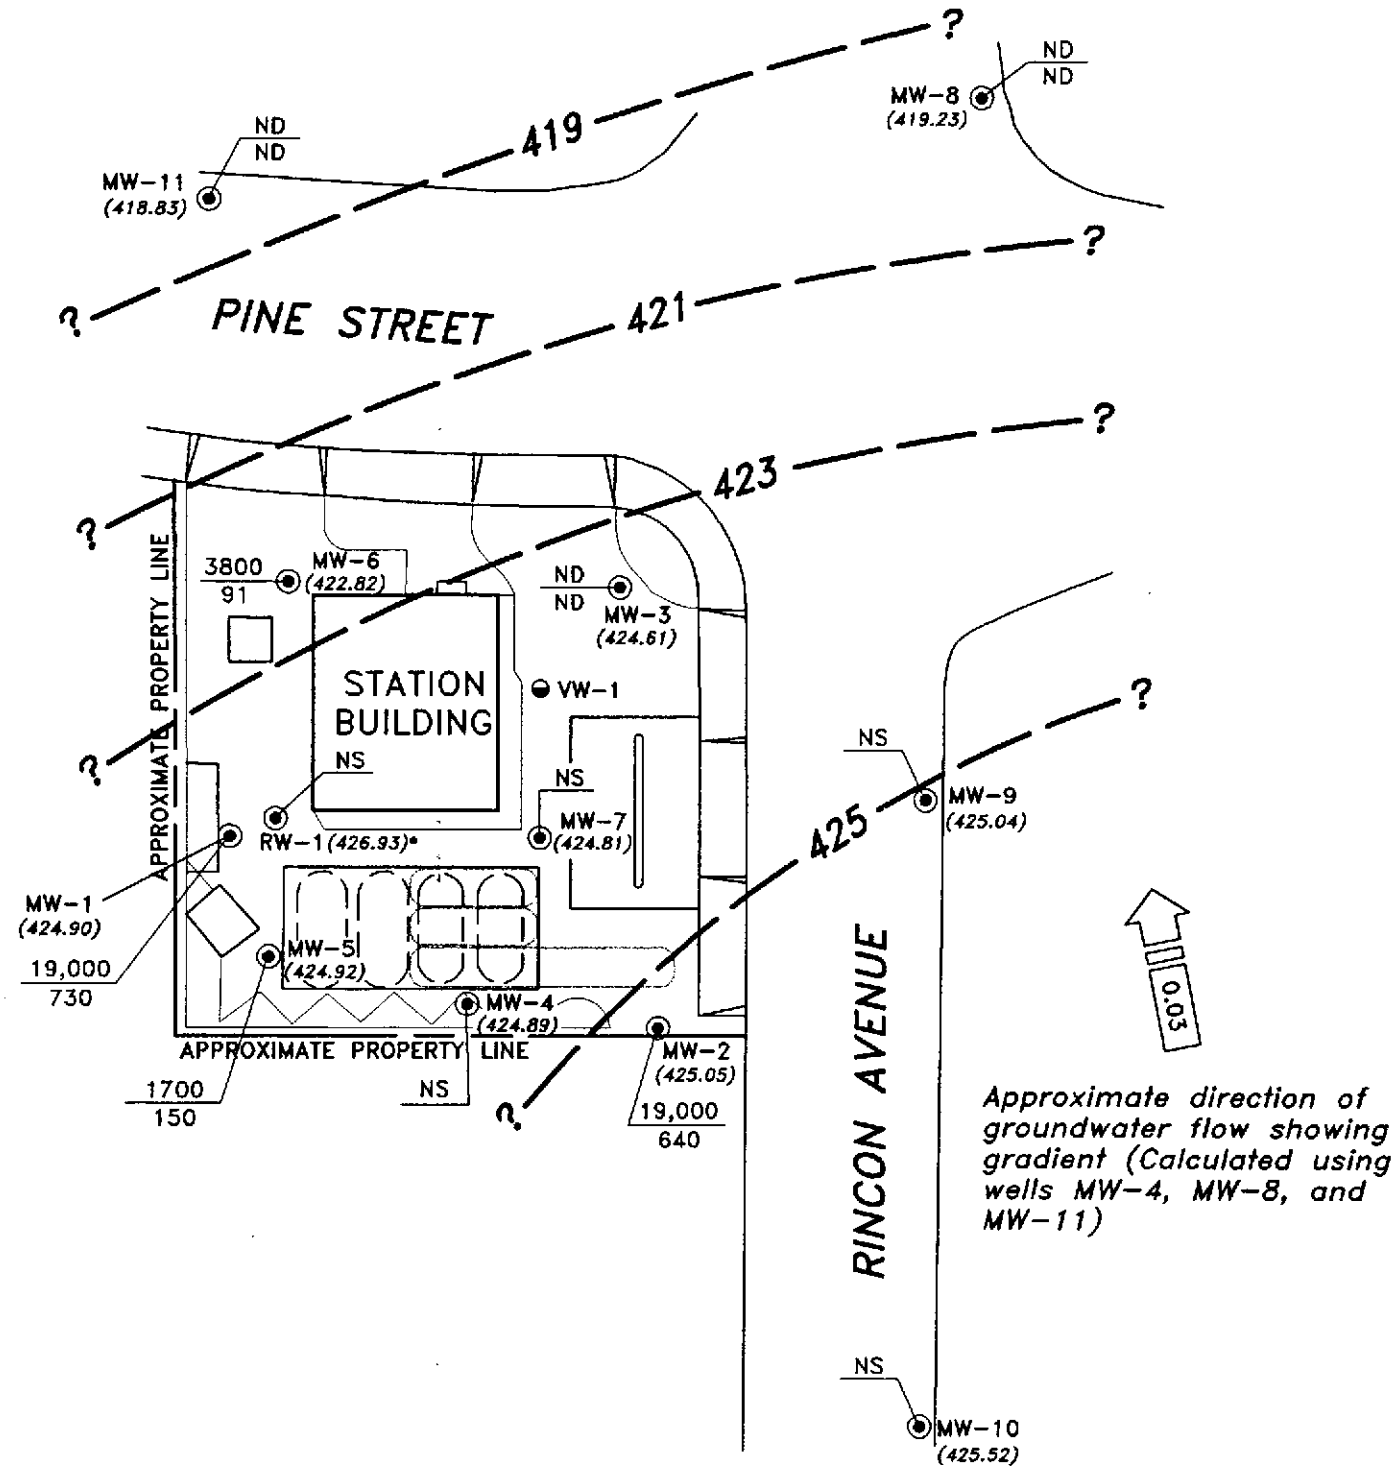 ?
ND
ND
MW-8
(419.23)
419
ND
ND
MW-11
(418.83)
?
?
421
PINE STREET
?
423
?
3800
91
MW-6
(422.82)
ND
ND
MW-3
(424.61)
APPROXIMATE PROPERTY LINE
STATION
BUILDING
VW-1
?
?
NS
NS
NS
MW-9
(425.04)
RW-1 (426.93)*
MW-7
(424.81)
425
MW-1
(424.90)
19,000
730
MW-5
(424.92)
MW-4
(424.89)
APPROXIMATE PROPERTY LINE
MW-2
(425.05)
1700
150
NS
?
19,000
640
RINCON AVENUE
0.03
Approximate direction of
groundwater flow showing
gradient (Calculated using
wells MW-4, MW-8, and
MW-11)
NS
MW-10
(425.52)